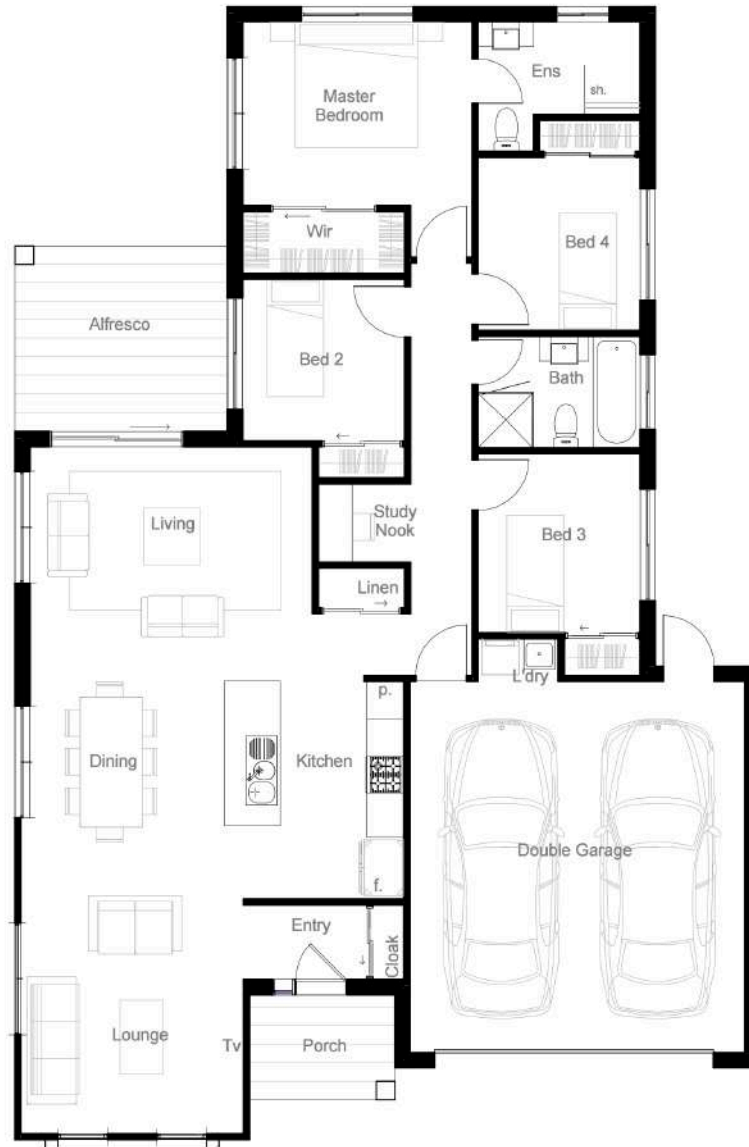 Ens
Master
Bedroom
sh.
Wir
Bed 4
Alfresco
Bed 2
Bath
Living
Study
Nook
Bed 3
Linen
L'dry
p.
Dining
Kitchen
Double Garage
f.
Entry
Cloak
Lounge
Tv
Porch